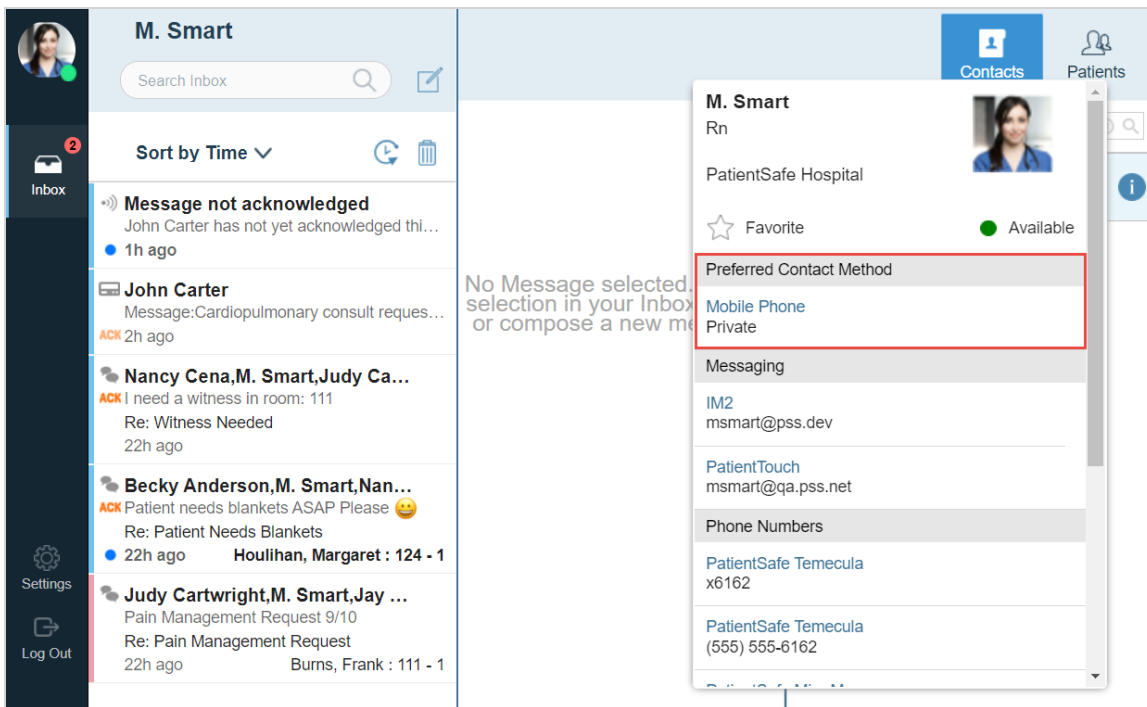 M. Smart
Search Inbox
Contacts
Patients
Sort by Time
2
Inbox
Message not acknowledged
John Carter has not yet acknowledged thi...
1h ago
John Carter
Message:Cardiopulmonary consult reques...
ACK 2h ago
Nancy Cena,M. Smart,Judy Ca...
ACK I need a witness in room: 111
Re: Witness Needed
22h ago
Becky Anderson,M. Smart,Nan...
ACK Patient needs blankets ASAP Please 😀
Re: Patient Needs Blankets
22h ago Houlihan, Margaret : 124 - 1
Judy Cartwright,M. Smart,Jay ...
Pain Management Request 9/10
Re: Pain Management Request
22h ago Burns, Frank : 111 - 1
Settings
Log Out
No Message selected.
selection in your Inbox
or compose a new me
M. Smart
Rn
PatientSafe Hospital
Favorite
Available
Preferred Contact Method
Mobile Phone
Private
Messaging
IM2
msmart@pss.dev
PatientTouch
msmart@qa.pss.net
Phone Numbers
PatientSafe Temecula
x6162
PatientSafe Temecula
(555) 555-6162